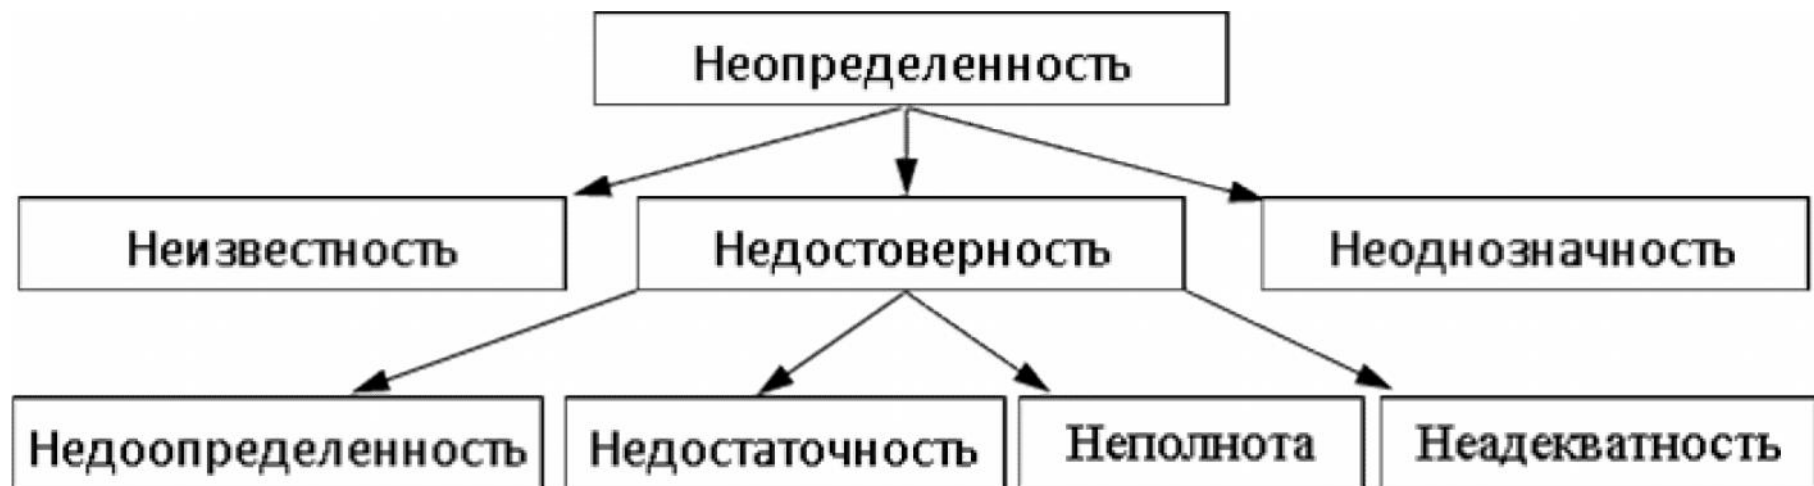 Неопределенность
Неизвестность
Недостоверность
Неоднозначность
Недоопределенность
Недостаточность
Неполнота
Неадекватность